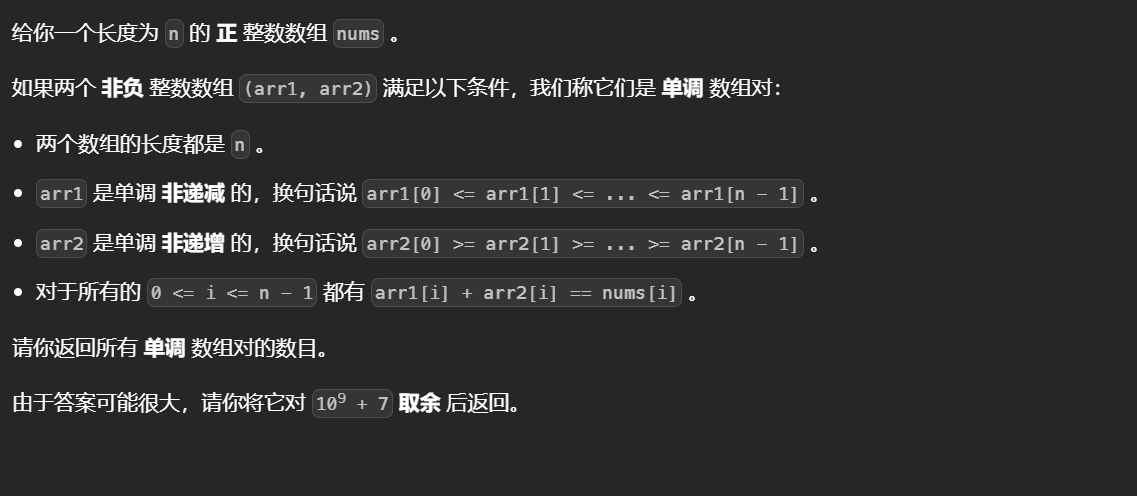 给你一个长度为 n 的 正 整数数组 nums 。
如果两个 非负 整数数组 (arr1, arr2) 满足以下条件，我们称它们是 单调 数组对：
• 两个数组的长度都是 n 。
• arr1 是单调 非递减 的，换句话说 arr1[0] <= arr1[1] <= ... <= arr1[n - 1] 。
• arr2 是单调 非递增 的，换句话说 arr2[0] >= arr2[1] >= ... >= arr2[n - 1] 。
• 对于所有的 0 <= i <= n - 1 都有 arr1[i] + arr2[i] == nums[i] 。
请你返回所有 单调 数组对的数目。
由于答案可能很大，请你将它对 10⁹ + 7 取余 后返回。